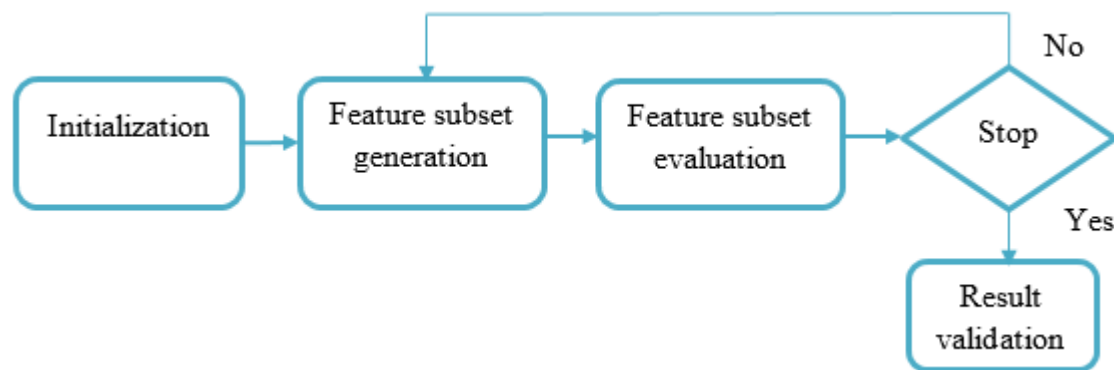 No
Initialization
Feature subset
generation
Feature subset
evaluation
Stop
Yes
Result
validation